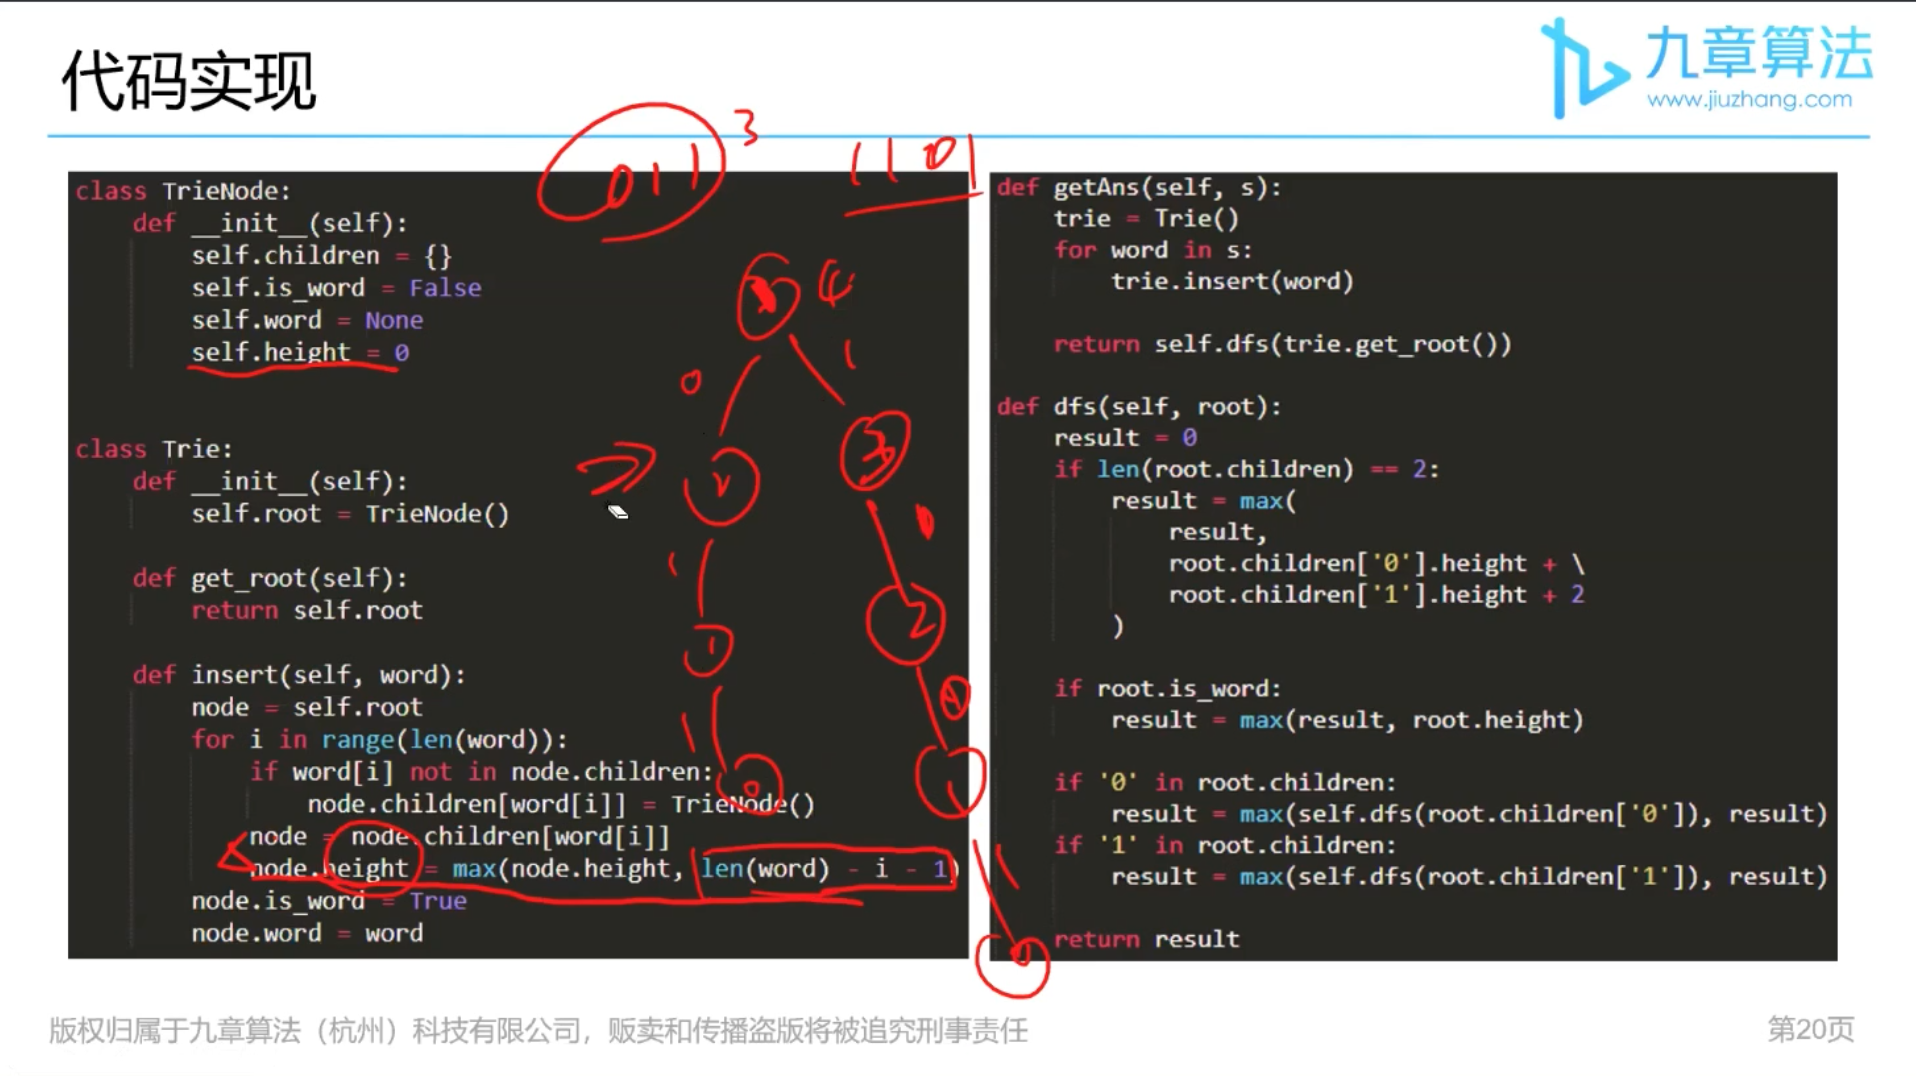 代码实现
九章算法
www.jiuzhang.com
011
3
class TrieNode:
def __init__(self):
self.children = {}
self.is_word = False
self.word = None
self.height = 0
class Trie:
def __init__(self):
self.root = TrieNode()
def get_root(self):
return self.root
def insert(self, word):
node = self.root
for i in range(len(word)):
if word[i] not in node.children:
node.children[word[i]] = TrieNode()
node = node.children[word[i]]
node.height = max(node.height, len(word) - i - 1)
node.is_word = True
node.word = word
0
1
2
3
1
2
1
1
0
1
def getAns(self, s):
trie = Trie()
for word in s:
trie.insert(word)
return self.dfs(trie.get_root())
def dfs(self, root):
result = 0
if len(root.children) == 2:
result = max(
result,
root.children['0'].height + \
root.children['1'].height + 2
)
if root.is_word:
result = max(result, root.height)
if '0' in root.children:
result = max(self.dfs(root.children['0']), result)
if '1' in root.children:
result = max(self.dfs(root.children['1']), result)
return result
版权归属于九章算法（杭州）科技有限公司，贩卖和传播盗版将被追究刑事责任
第20页